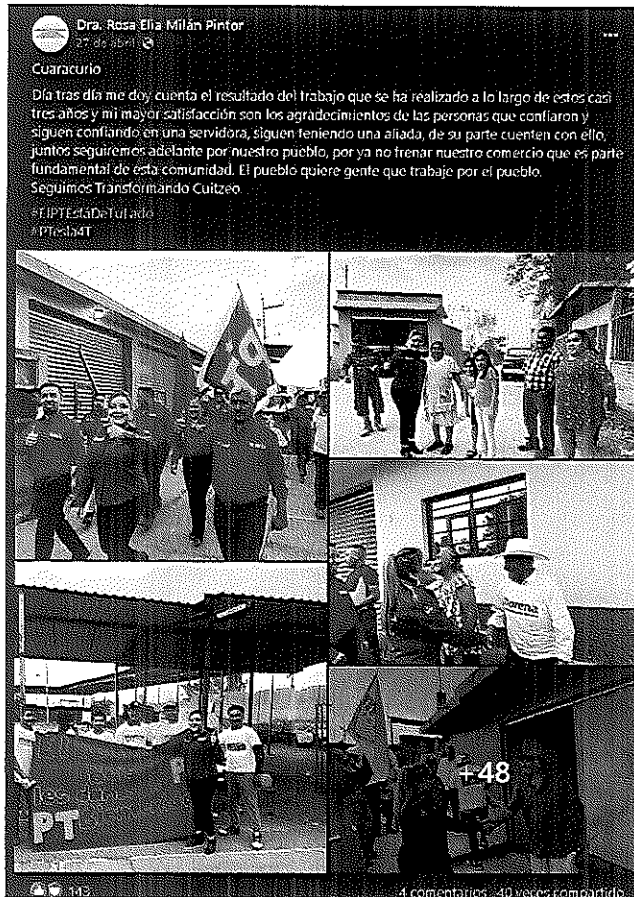 Dra. Rosa Elia Milán Pintor
27 de abril
Cuaracurio
Día tras día me doy cuenta el resultado del trabajo que se ha realizado a lo largo de estos casi
tres años y mi mayor satisfacción son los agradecimientos de las personas que confiaron y
siguen confiando en una servidora, siguen teniendo una aliada, de su parte cuenten con ello,
juntos seguiremos adelante por nuestro pueblo, por ya no frenar nuestro comercio que es parte
fundamental de esta comunidad. El pueblo quiere gente que trabaje por el pueblo.
Seguimos Transformando Cuitzeo.
#ElPTEstáDeTuLado
#PTesla4T
morena
PT
+48
143
4 comentarios 40 veces compartido